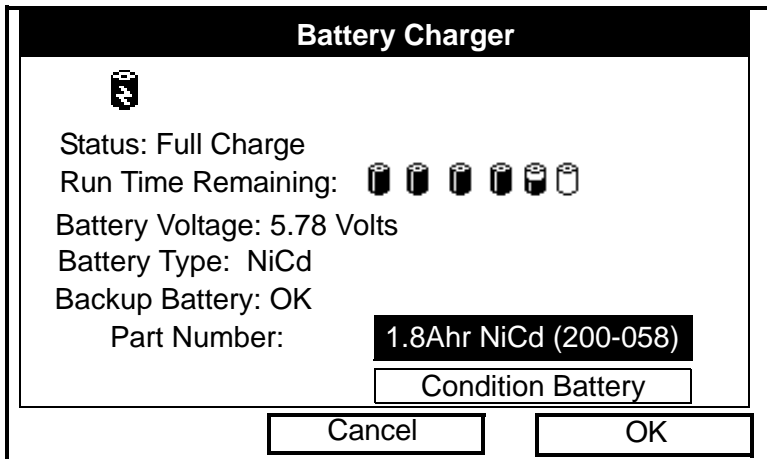 Battery Charger
Status: Full Charge
Run Time Remaining:
Battery Voltage: 5.78 Volts
Battery Type: NiCd
Backup Battery: OK
Part Number: 1.8Ahr NiCd (200-058)
Condition Battery
Cancel OK